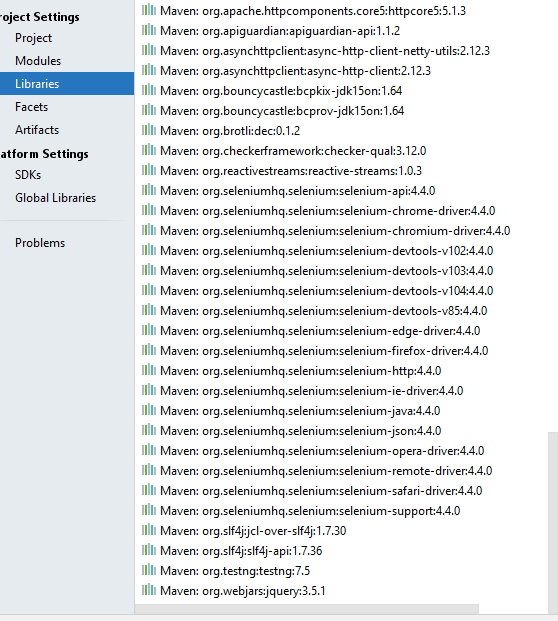 roject Settings
Project
Modules
Libraries
Facets
Artifacts
atform Settings
SDKs
Global Libraries
Problems
Maven: org.apache.httpcomponents.core5:httpcore5:5.1.3
Maven: org.apiguardian:apiguardian-api:1.1.2
Maven: org.asynchttpclient:async-http-client-netty-utils:2.12.3
Maven: org.asynchttpclient:async-http-client:2.12.3
Maven: org.bouncycastle:bcpkix-jdk15on:1.64
Maven: org.bouncycastle:bcprov-jdk15on:1.64
Maven: org.brotli:dec:0.1.2
Maven: org.checkerframework:checker-qual:3.12.0
Maven: org.reactivestreams:reactive-streams:1.0.3
Maven: org.seleniumhq.selenium:selenium-api:4.4.0
Maven: org.seleniumhq.selenium:selenium-chrome-driver:4.4.0
Maven: org.seleniumhq.selenium:selenium-chromium-driver:4.4.0
Maven: org.seleniumhq.selenium:selenium-devtools-v102:4.4.0
Maven: org.seleniumhq.selenium:selenium-devtools-v103:4.4.0
Maven: org.seleniumhq.selenium:selenium-devtools-v104:4.4.0
Maven: org.seleniumhq.selenium:selenium-devtools-v85:4.4.0
Maven: org.seleniumhq.selenium:selenium-edge-driver:4.4.0
Maven: org.seleniumhq.selenium:selenium-firefox-driver:4.4.0
Maven: org.seleniumhq.selenium:selenium-http:4.4.0
Maven: org.seleniumhq.selenium:selenium-ie-driver:4.4.0
Maven: org.seleniumhq.selenium:selenium-java:4.4.0
Maven: org.seleniumhq.selenium:selenium-json:4.4.0
Maven: org.seleniumhq.selenium:selenium-opera-driver:4.4.0
Maven: org.seleniumhq.selenium:selenium-remote-driver:4.4.0
Maven: org.seleniumhq.selenium:selenium-safari-driver:4.4.0
Maven: org.seleniumhq.selenium:selenium-support:4.4.0
Maven: org.slf4j:jcl-over-slf4j:1.7.30
Maven: org.slf4j:slf4j-api:1.7.36
Maven: org.testng:testng:7.5
Maven: org.webjars:jquery:3.5.1